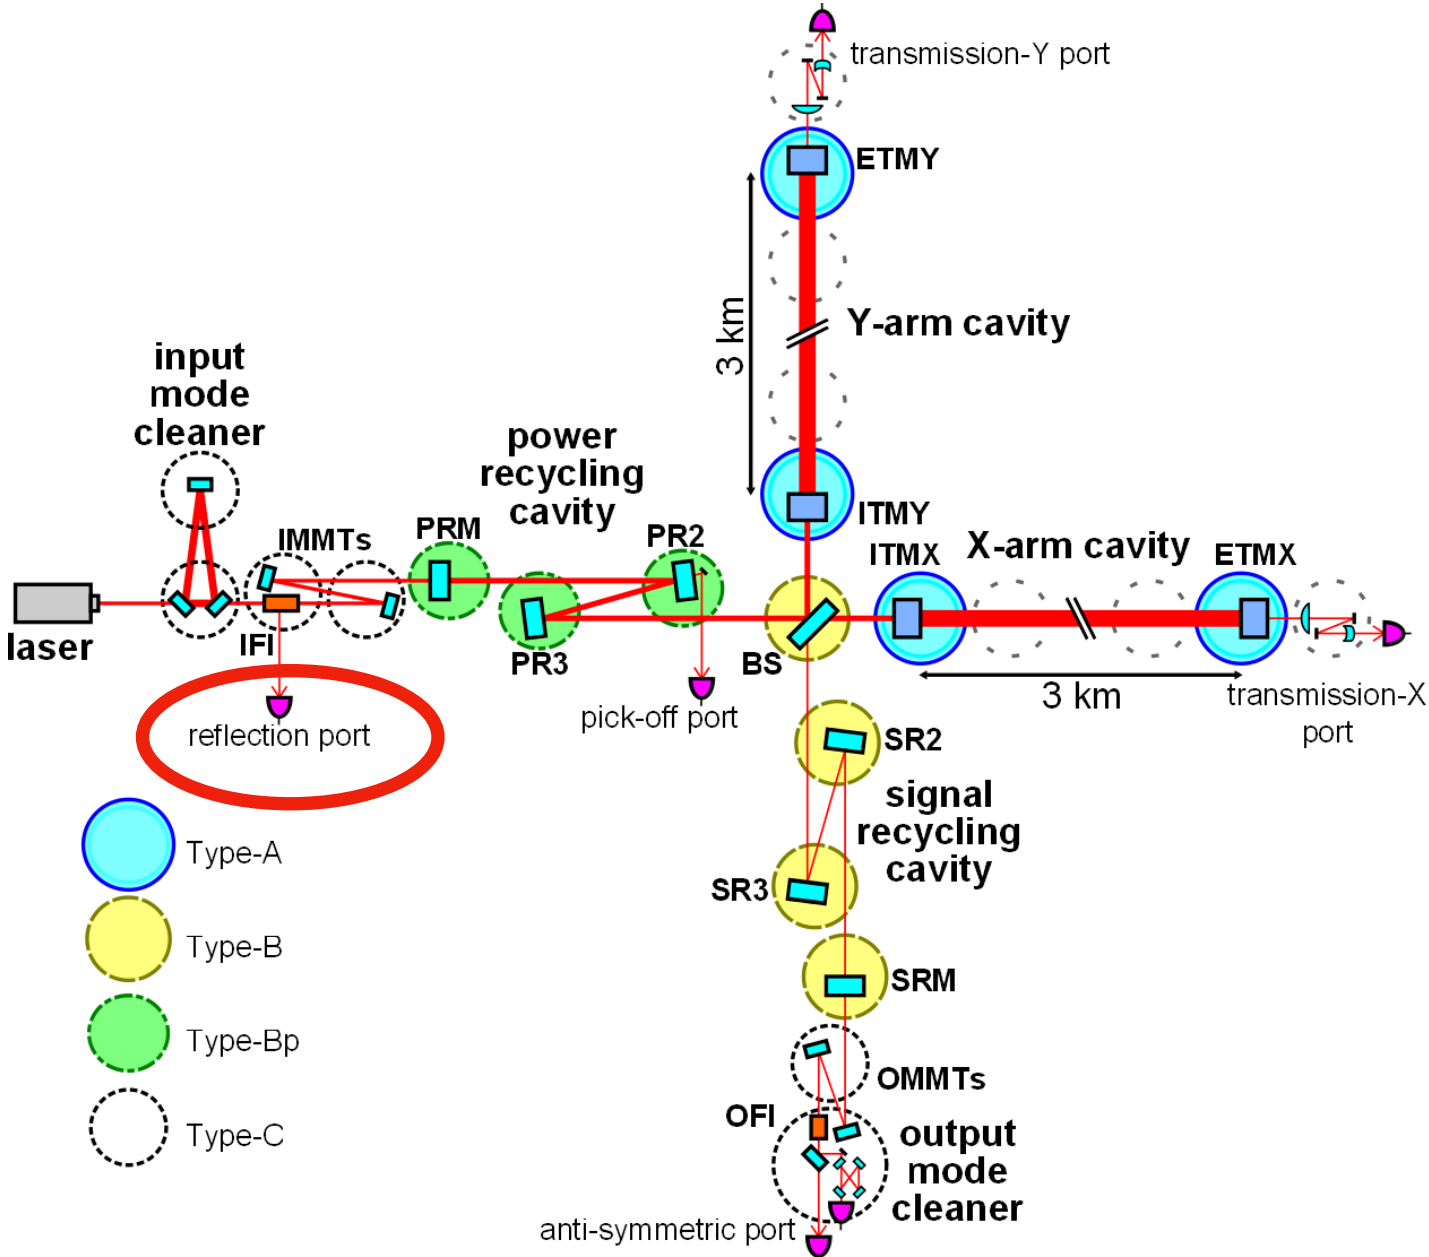 transmission-Y port
ETMY
3 km
Y-arm cavity
input
mode
cleaner
power
recycling
cavity
IMMTs
PRM
PR2
ITMY
ITMX
X-arm cavity
ETMX
laser
IFI
PR3
BS
3 km
transmission-X
port
reflection port
pick-off port
SR2
signal
recycling
cavity
Type-A
SR3
Type-B
SRM
Type-Bp
OMMTs
OFI
Type-C
output
mode
cleaner
anti-symmetric port